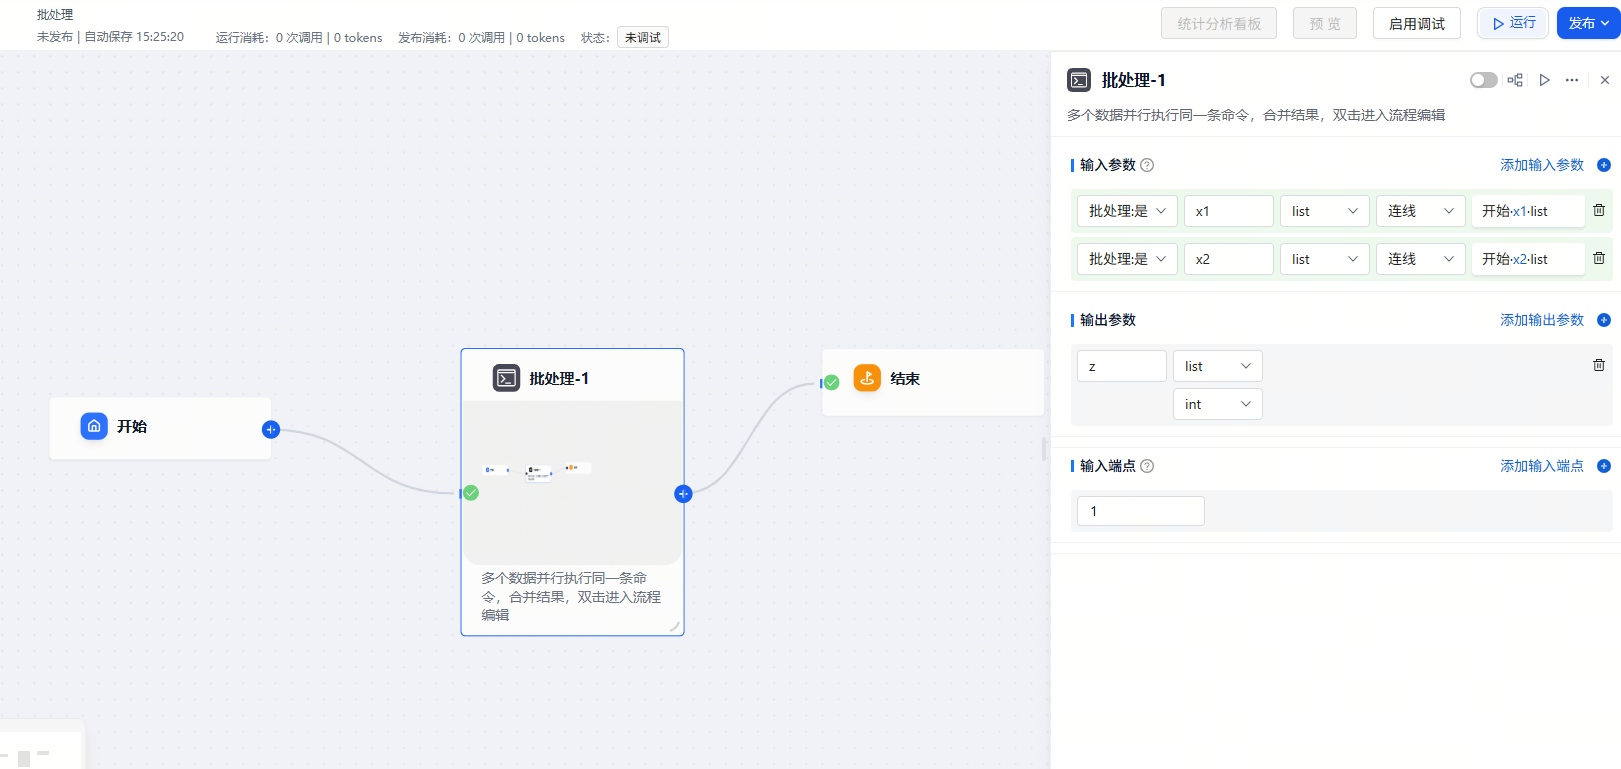 批处理
未发布 | 自动保存 15:25:20
运行消耗: 0 次调用 | 0 tokens
发布消耗: 0 次调用 | 0 tokens
状态:
未调试
统计分析看板
预 览
启用调试
运行
发布
开始
批处理-1
多个数据并行执行同一条命
令，合并结果，双击进入流程
编辑
结束
批处理-1
多个数据并行执行同一条命令，合并结果，双击进入流程编辑
输入参数
添加输入参数
批处理:是 x1 list 连线 开始·x1·list
批处理:是 x2 list 连线 开始·x2·list
输出参数
添加输出参数
z list
int
输入端点
添加输入端点
1